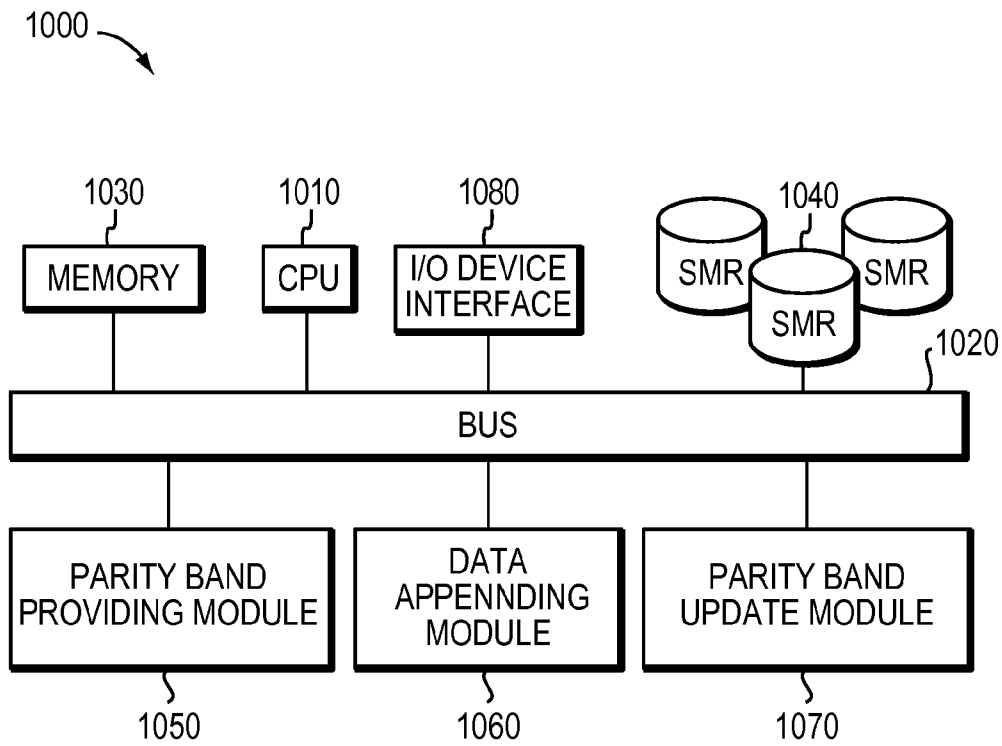 1000
1030
1010
1080
1040
MEMORY
CPU
I/O DEVICE
INTERFACE
SMR
SMR
SMR
1020
BUS
PARITY BAND
PROVIDING MODULE
DATA
APPENNDING
MODULE
PARITY BAND
UPDATE MODULE
1050
1060
1070